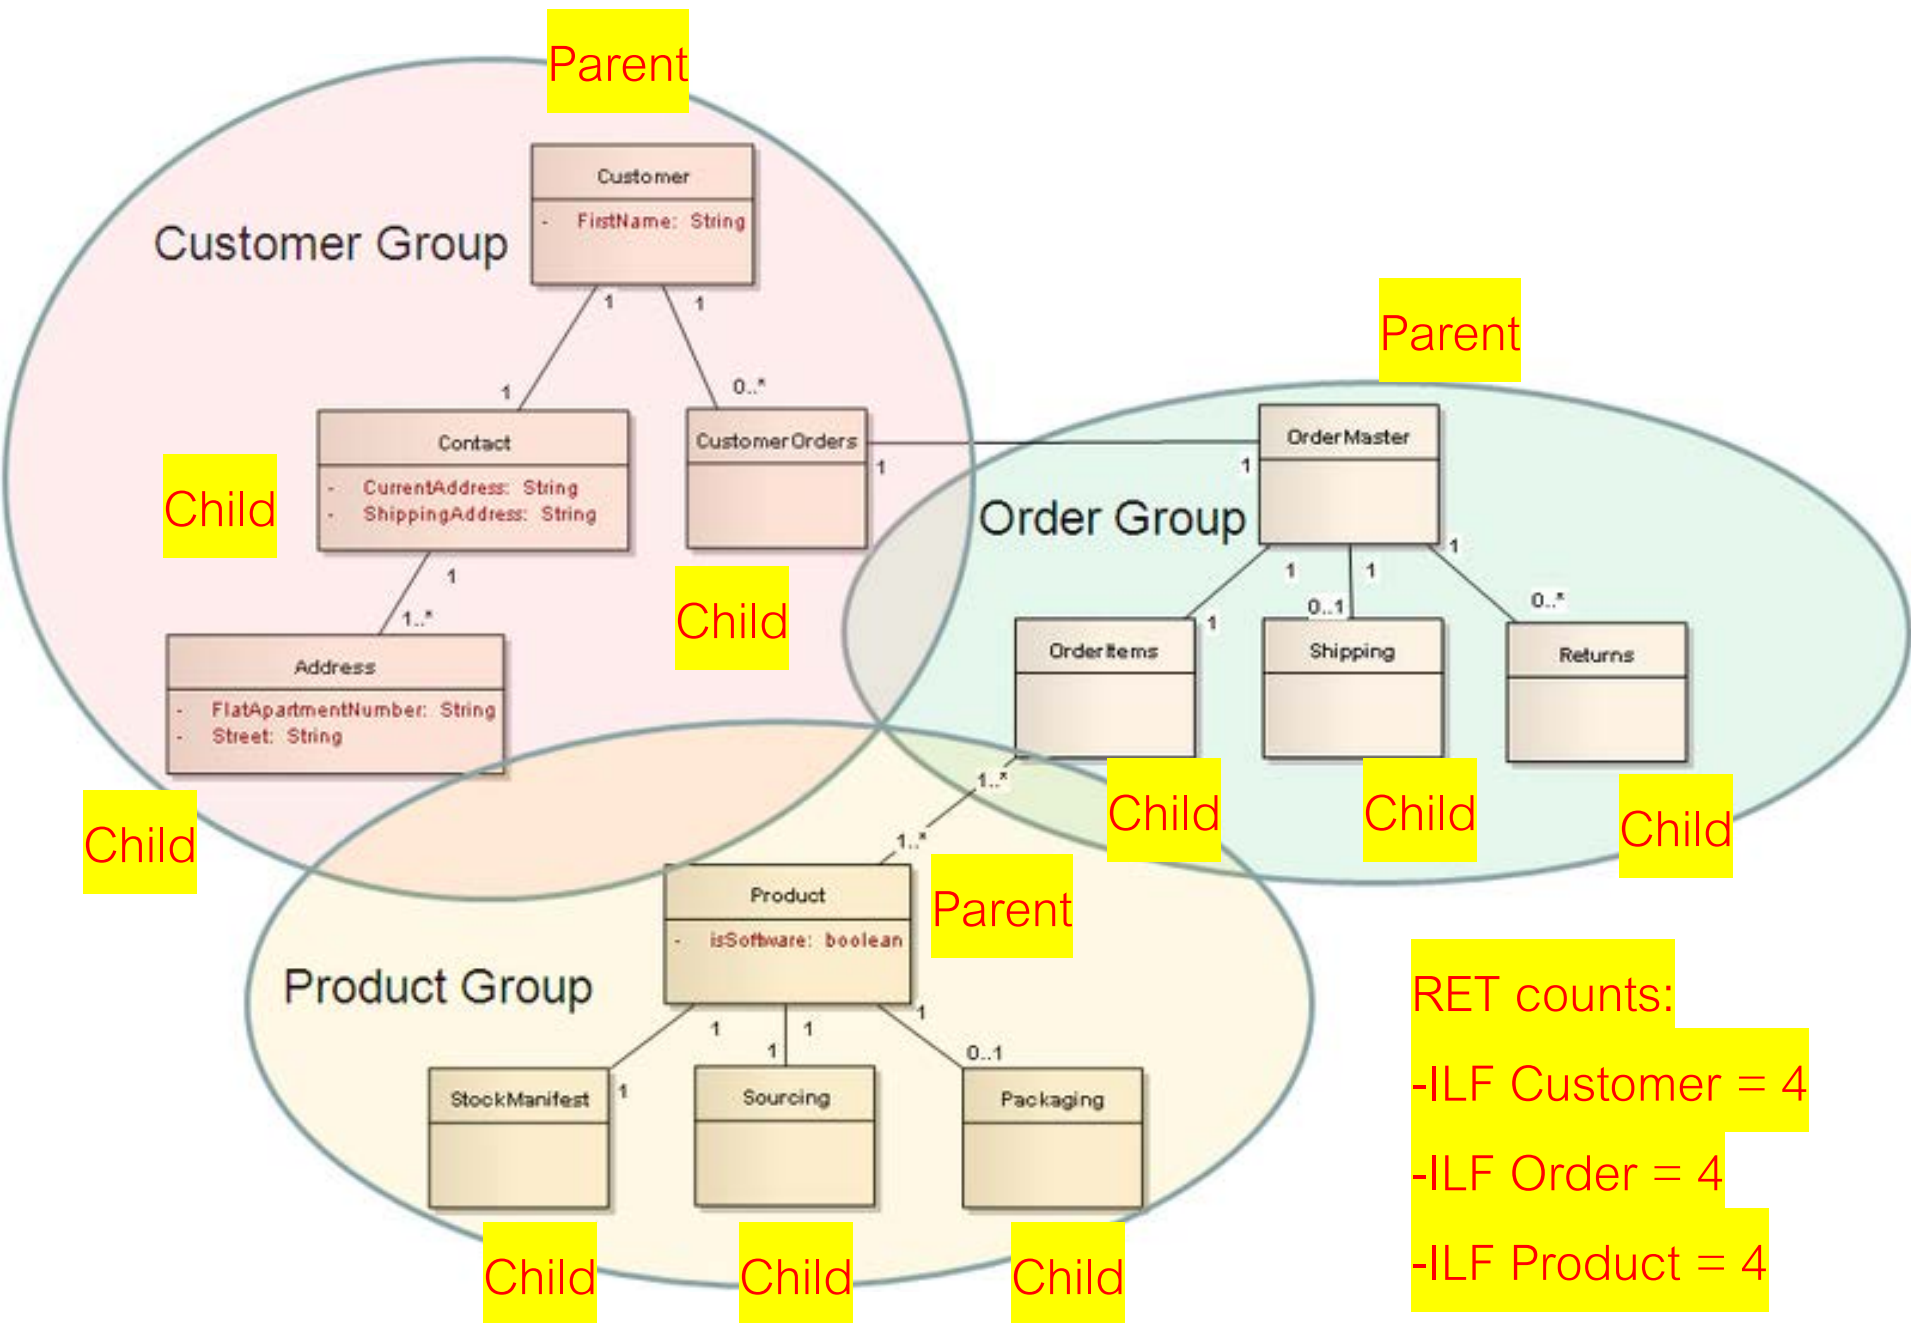 Parent
Customer
- FirstName: String
Customer Group
1
1
Parent
1
0..*
Contact
- CurrentAddress: String
- ShippingAddress: String
CustomerOrders
1
1
OrderMaster
Child
Order Group
1
1..*
Child
1
1
1
1
0..1
0..*
Address
- FlatApartmentNumber: String
- Street: String
OrderItems
Shipping
Returns
Child
1..*
1..*
Child
Child
Child
Product
- isSoftware: boolean
Parent
Product Group
1
1
1
1
1
0..1
StockManifest
Sourcing
Packaging
Child
Child
Child
RET counts:
-ILF Customer = 4
-ILF Order = 4
-ILF Product = 4